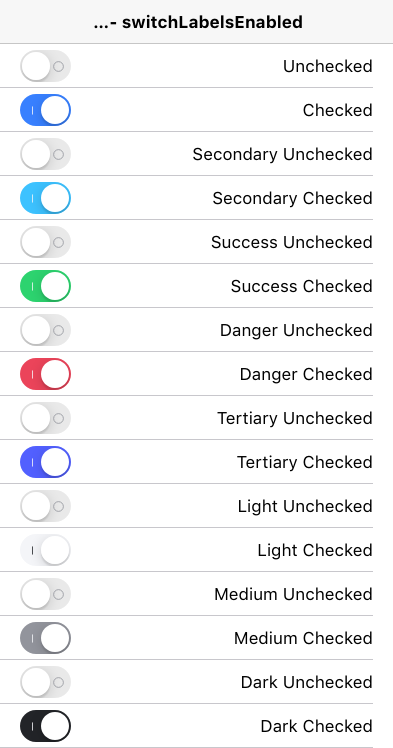 ...- switchLabelsEnabled
Unchecked
Checked
Secondary Unchecked
Secondary Checked
Success Unchecked
Success Checked
Danger Unchecked
Danger Checked
Tertiary Unchecked
Tertiary Checked
Light Unchecked
Light Checked
Medium Unchecked
Medium Checked
Dark Unchecked
Dark Checked